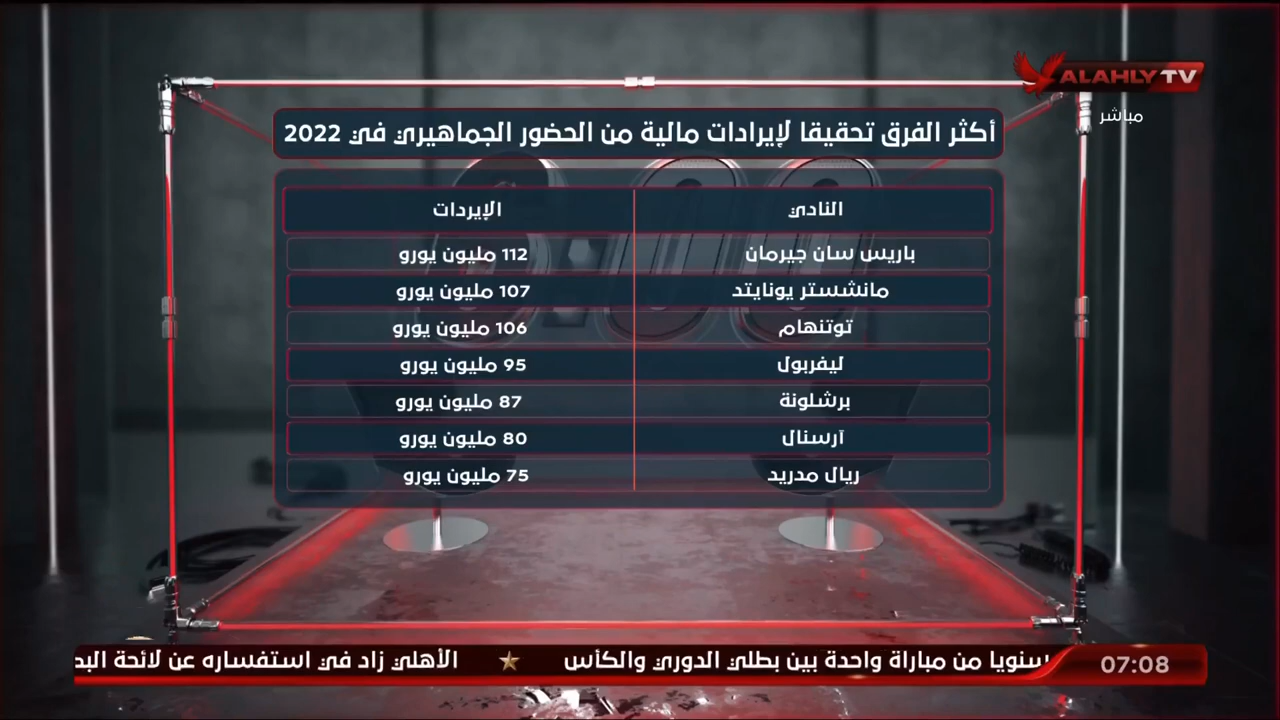 ALAHLY TV
مباشر
أكثر الفرق تحقيقا لإيرادات مالية من الحضور الجماهيري في 2022
النادي الإيردات
باريس سان جيرمان 112 مليون يورو
مانشستر يونايتد 107 مليون يورو
توتنهام 106 مليون يورو
ليفربول 95 مليون يورو
برشلونة 87 مليون يورو
آرسنال 80 مليون يورو
ريال مدريد 75 مليون يورو
07:08
سنويا من مباراة واحدة بين بطلي الدوري والكأس ★ الأهلي زاد في استفساره عن لائحة